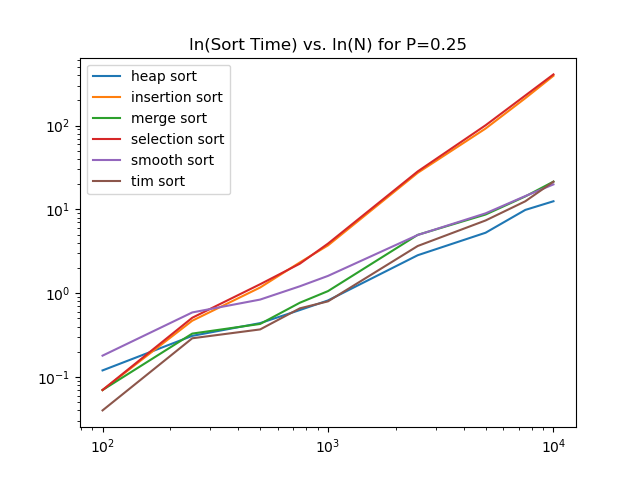 ln(Sort Time) vs. ln(N) for P=0.25
heap sort
insertion sort
merge sort
selection sort
smooth sort
tim sort
10²
10¹
10⁰
10⁻¹
10² 10³ 10⁴